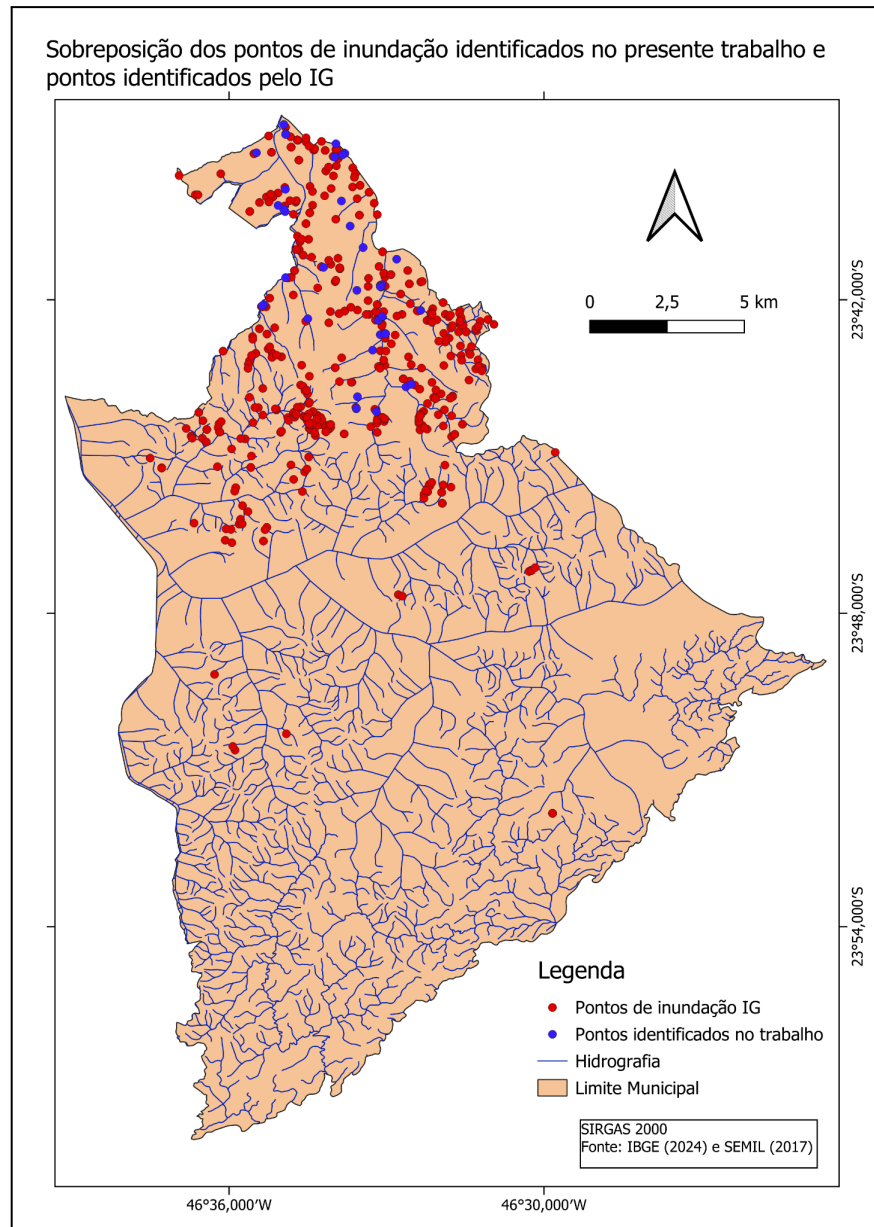 Sobreposição dos pontos de inundação identificados no presente trabalho e
pontos identificados pelo IG
0 2,5 5 km
23°42,000'S
23°48,000'S
23°54,000'S
Legenda
Pontos de inundação IG
Pontos identificados no trabalho
Hidrografia
Limite Municipal
SIRGAS 2000
Fonte: IBGE (2024) e SEMIL (2017)
46°36,000'W 46°30,000'W